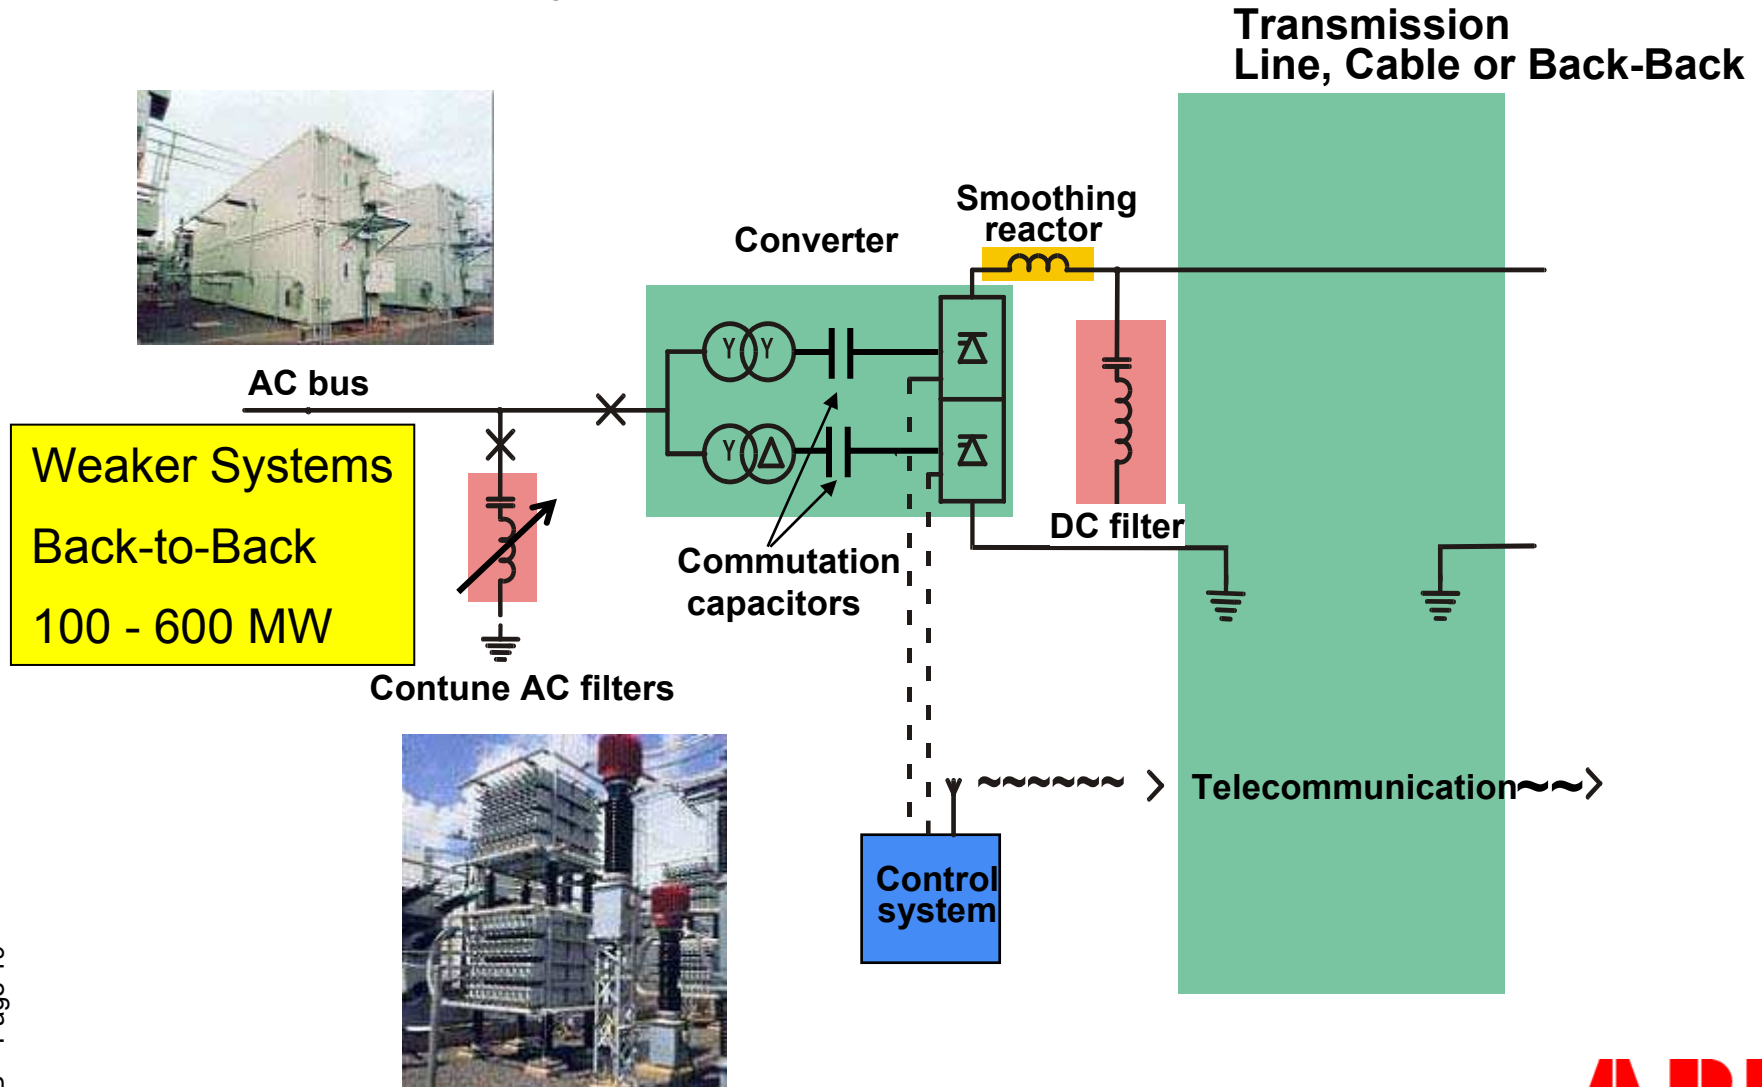 Transmission
Line, Cable or Back-Back
Smoothing
reactor
Converter
Y Y
AC bus
Y Δ
Weaker Systems
Back-to-Back
100 - 600 MW
DC filter
Commutation
capacitors
Contune AC filters
Telecommunication
Control
system